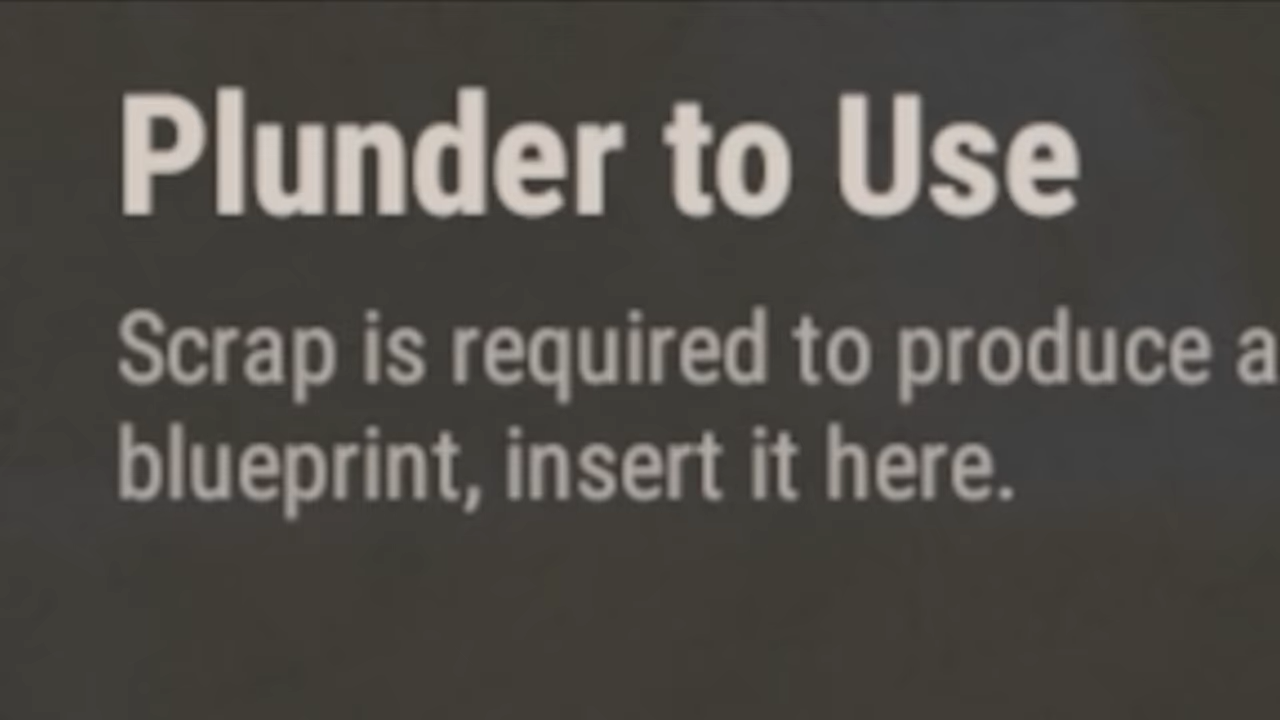 Plunder to Use
Scrap is required to produce a
blueprint, insert it here.